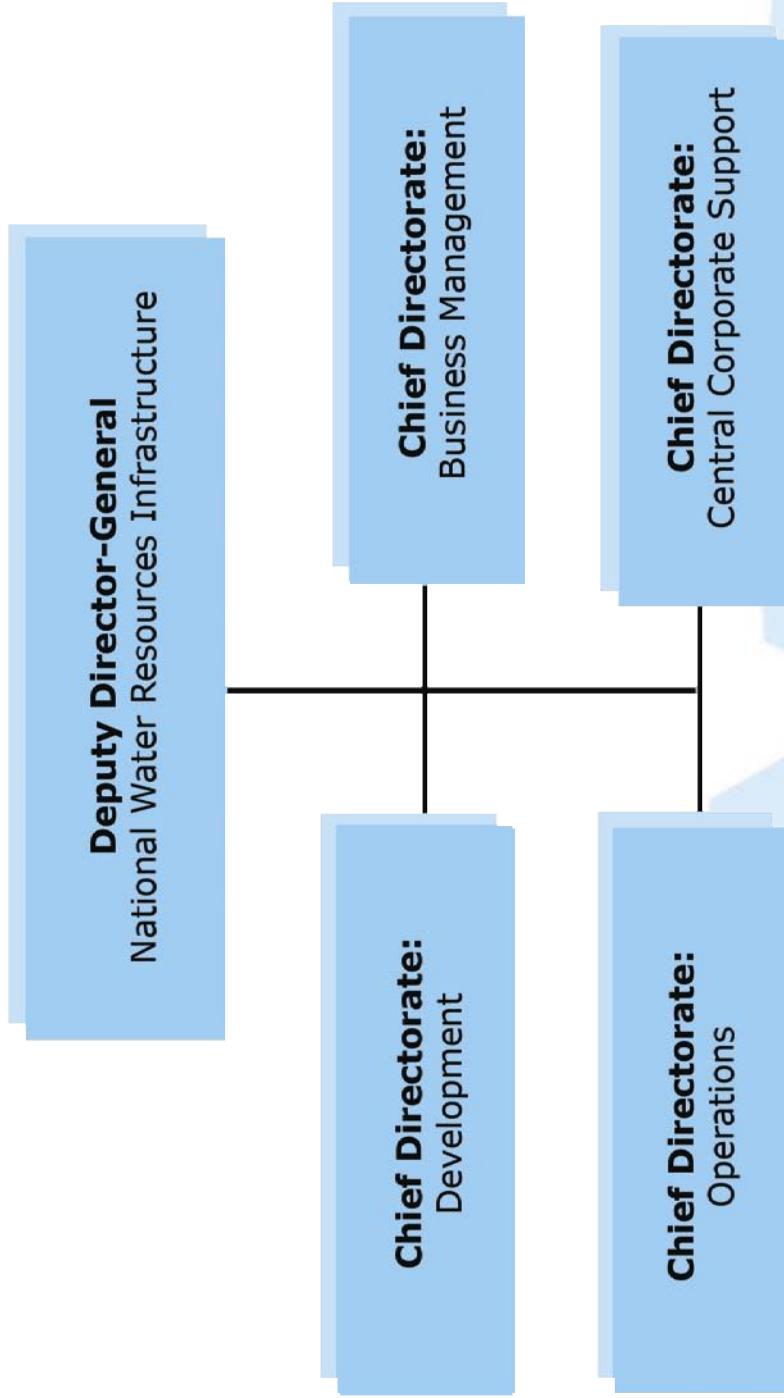 Deputy Director-General
National Water Resources Infrastructure
Chief Directorate:
Development
Chief Directorate:
Business Management
Chief Directorate:
Operations
Chief Directorate:
Central Corporate Support